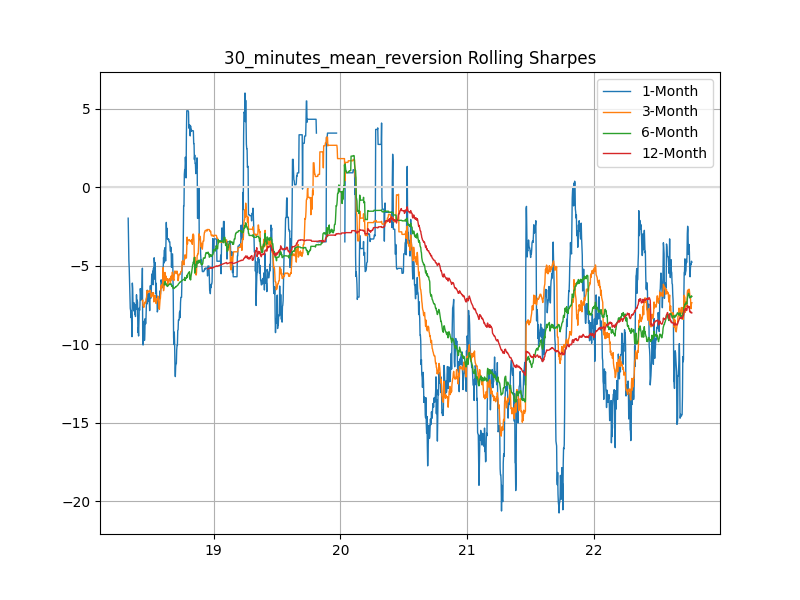 30_minutes_mean_reversion Rolling Sharpes
1-Month
3-Month
6-Month
12-Month
5
0
−5
−10
−15
−20
19
20
21
22